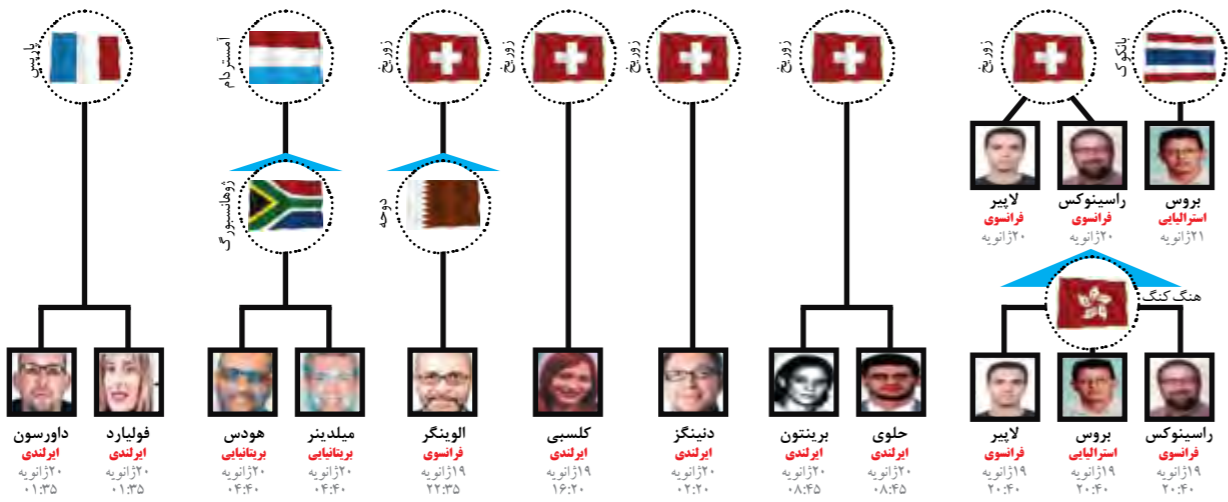 بانکوک
زوریخ
زوریخ
زوریخ
زوریخ
زوریخ
آمستردام
پاریس
راسینوکس
فرانسوی
۲۰ژانویه
لاپیر
فرانسوی
۲۰ژانویه
بروس
استرالیایی
۲۱ژانویه
دوحه
ژوهانسبورگ
هنگ کنگ
راسینوکس
فرانسوی
۱۹ژانویه
۲۰:۴۰
بروس
استرالیایی
۱۹ژانویه
۲۰:۴۰
لاپیر
فرانسوی
۱۹ژانویه
۲۰:۴۰
حلوی
ایرلندی
۲۰ژانویه
۰۸:۴۵
برینتون
ایرلندی
۲۰ژانویه
۰۸:۴۵
دنینگز
ایرلندی
۲۰ژانویه
۰۲:۲۰
کلسبی
ایرلندی
۱۹ژانویه
۱۶:۲۰
الوینگر
فرانسوی
۱۹ژانویه
۲۲:۳۵
میلدینر
بریتانیایی
۲۰ژانویه
۰۴:۴۰
هودس
بریتانیایی
۲۰ژانویه
۰۴:۴۰
فولیارد
ایرلندی
۲۰ژانویه
۰۱:۳۵
داورسون
ایرلندی
۲۰ژانویه
۰۱:۳۵